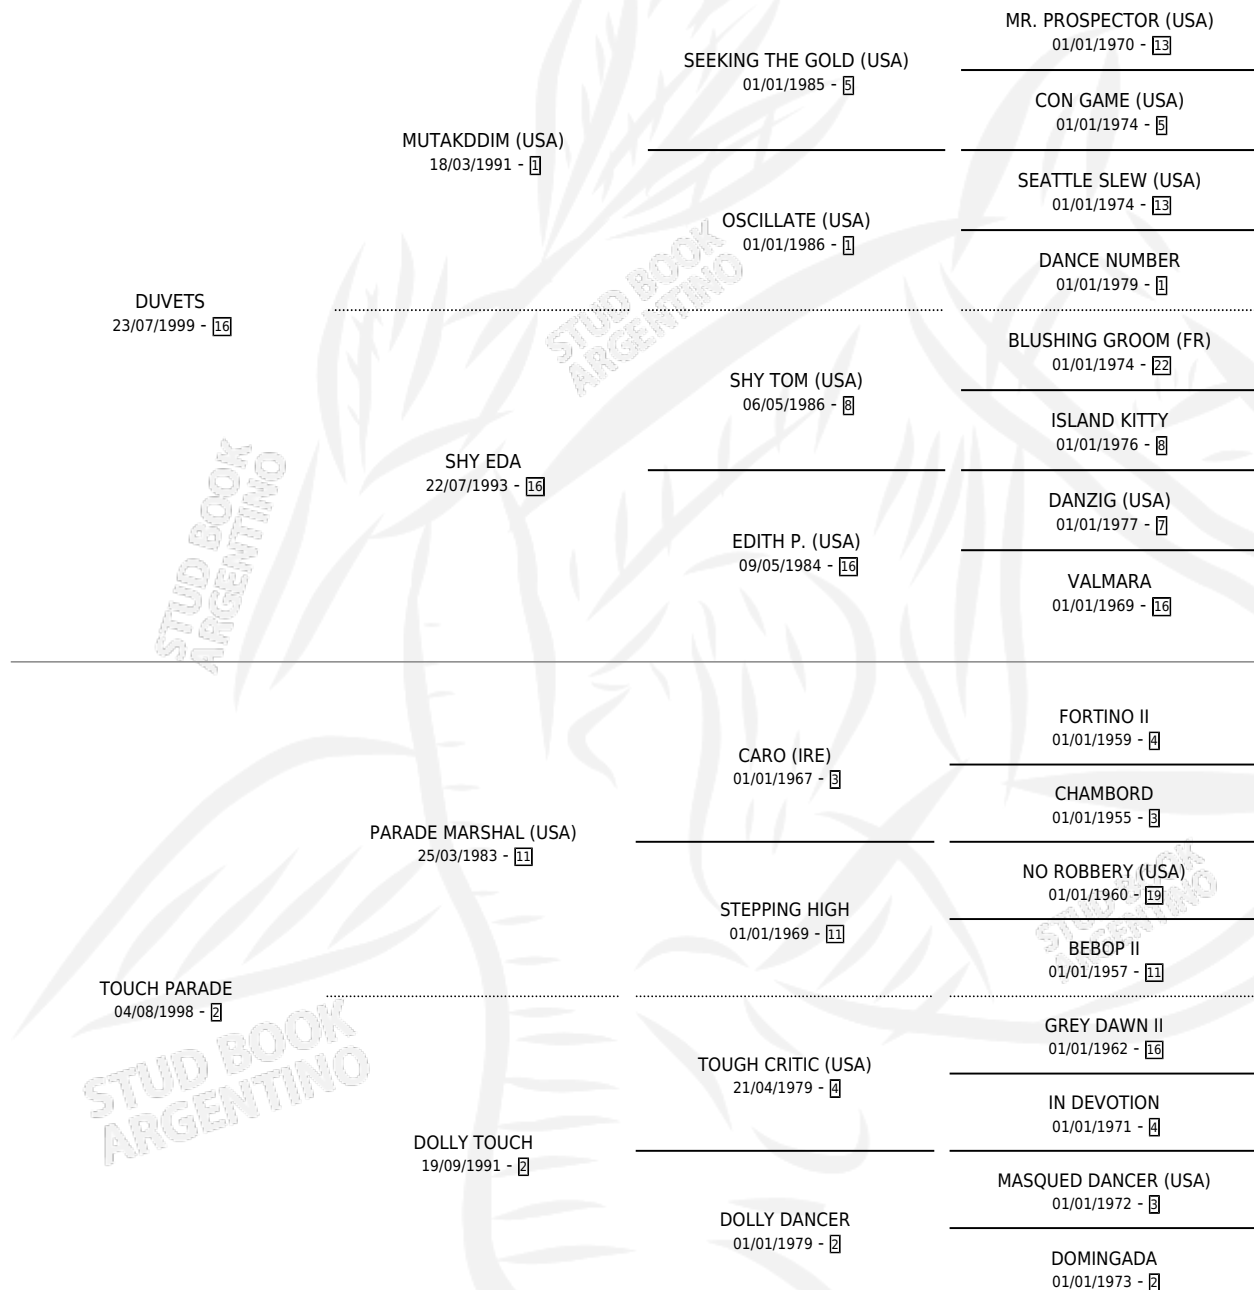 MR. PROSPECTOR (USA)
01/01/1970 - 13
SEEKING THE GOLD (USA)
01/01/1985 - 5
CON GAME (USA)
01/01/1974 - 5
MUTAKDDIM (USA)
18/03/1991 - 1
SEATTLE SLEW (USA)
01/01/1974 - 13
OSCILLATE (USA)
01/01/1986 - 1
DANCE NUMBER
01/01/1979 - 1
DUVETS
23/07/1999 - 16
STUD BOOK
ARGENTINO
BLUSHING GROOM (FR)
01/01/1974 - 22
SHY TOM (USA)
06/05/1986 - 8
ISLAND KITTY
01/01/1976 - 8
SHY EDA
22/07/1993 - 16
DANZIG (USA)
01/01/1977 - 7
EDITH P. (USA)
09/05/1984 - 16
VALMARA
01/01/1969 - 16
STUD BOOK
ARGENTINO
FORTINO II
01/01/1959 - 4
CARO (IRE)
01/01/1967 - 3
CHAMBORD
01/01/1955 - 3
PARADE MARSHAL (USA)
25/03/1983 - 11
NO ROBBERY (USA)
01/01/1960 - 19
STEPPING HIGH
01/01/1969 - 11
STUD BOOK
ARGENTINO
BEBOP II
01/01/1957 - 11
TOUCH PARADE
04/08/1998 - 2
GREY DAWN II
01/01/1962 - 16
TOUGH CRITIC (USA)
21/04/1979 - 4
IN DEVOTION
01/01/1971 - 4
STUD BOOK
ARGENTINO
DOLLY TOUCH
19/09/1991 - 2
MASQUED DANCER (USA)
01/01/1972 - 3
DOLLY DANCER
01/01/1979 - 2
DOMINGADA
01/01/1973 - 2